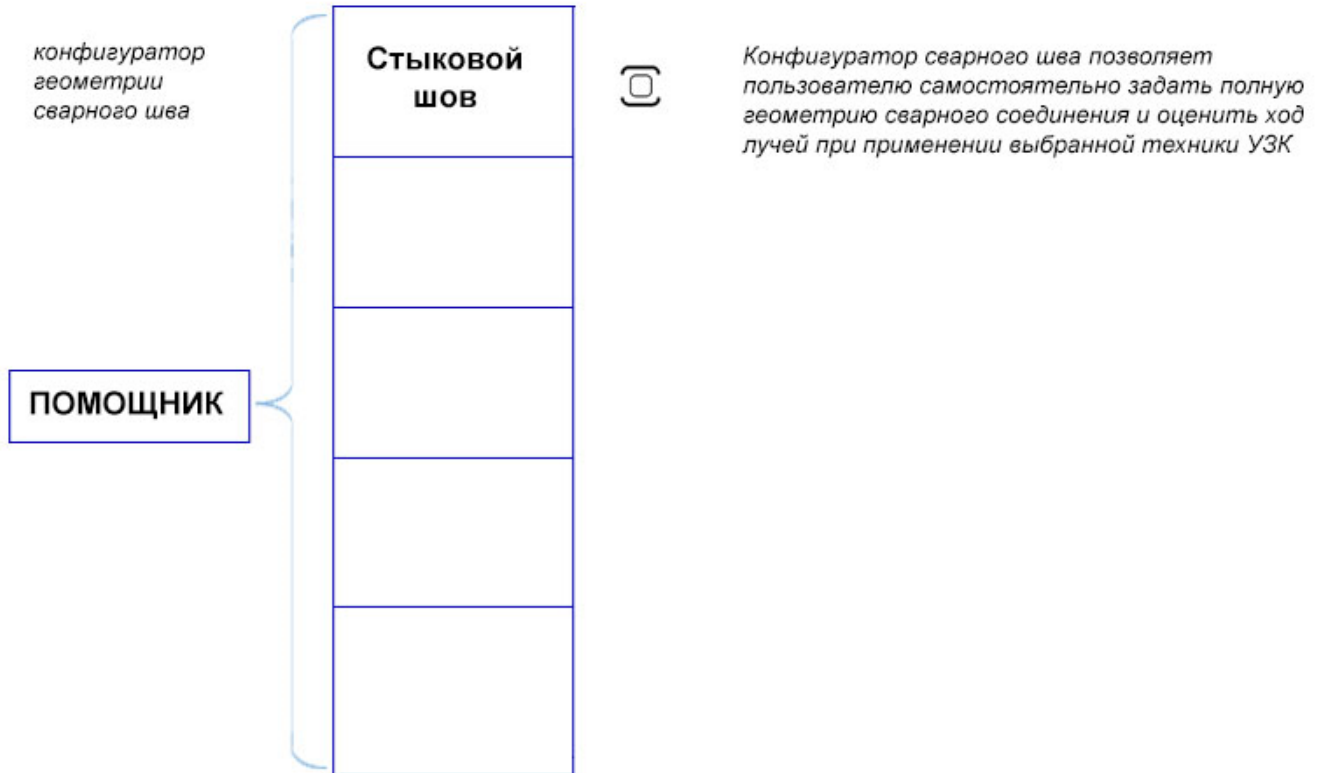 конфигуратор
геометрии
сварного шва
Стыковой
шов
Конфигуратор сварного шва позволяет
пользователю самостоятельно задать полную
геометрию сварного соединения и оценить ход
лучей при применении выбранной техники УЗК
ПОМОЩНИК